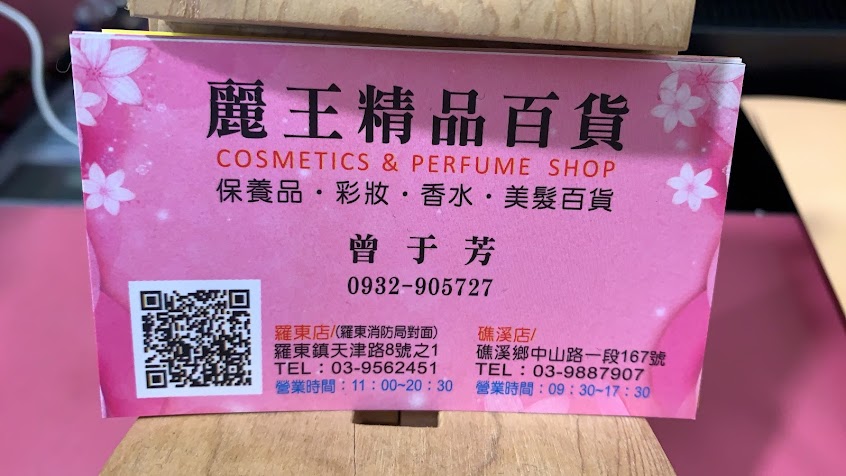 麗王精品百貨
COSMETICS & PERFUME SHOP
保養品・彩妝・香水・美髮百貨
曾于芳
0932-905727
羅東店/(羅東消防局對面)
羅東鎮天津路8號之1
TEL：03-9562451
營業時間：11：00~20：30
礁溪店/
礁溪鄉中山路一段167號
TEL：03-9887907
營業時間：09：30~17：30